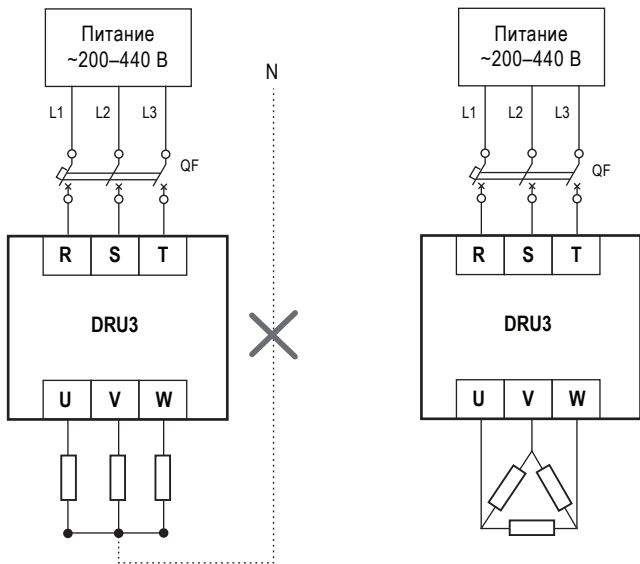 Питание
~200–440 В
N
L1 L2 L3
QF
R S T
DRU3
U V W
Питание
~200–440 В
L1 L2 L3
QF
R S T
DRU3
U V W